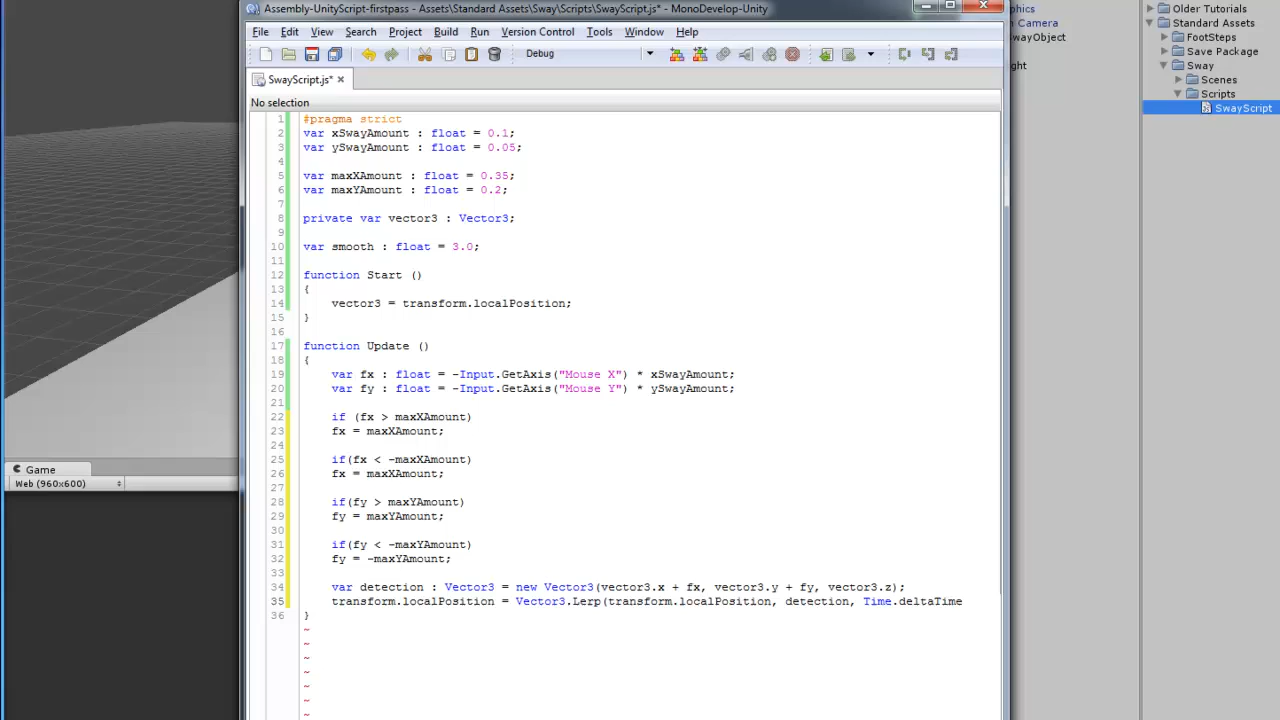 Assembly-UnityScript-firstpass - Assets\Standard Assets\Sway\Scripts\SwayScript.js* - MonoDevelop-Unity
File Edit View Search Project Build Run Version Control Tools Window Help
Debug
SwayScript.js*
No selection
1 #pragma strict
2 var xSwayAmount : float = 0.1;
3 var ySwayAmount : float = 0.05;
4
5 var maxXAmount : float = 0.35;
6 var maxYAmount : float = 0.2;
7
8 private var vector3 : Vector3;
9
10 var smooth : float = 3.0;
11
12 function Start ()
13 {
14 vector3 = transform.localPosition;
15 }
16
17 function Update ()
18 {
19 var fx : float = -Input.GetAxis("Mouse X") * xSwayAmount;
20 var fy : float = -Input.GetAxis("Mouse Y") * ySwayAmount;
21
22 if (fx > maxXAmount)
23 fx = maxXAmount;
24
25 if(fx < -maxXAmount)
26 fx = maxXAmount;
27
28 if(fy > maxYAmount)
29 fy = maxYAmount;
30
31 if(fy < -maxYAmount)
32 fy = -maxYAmount;
33
34 var detection : Vector3 = new Vector3(vector3.x + fx, vector3.y + fy, vector3.z);
35 transform.localPosition = Vector3.Lerp(transform.localPosition, detection, Time.deltaTime
36 }
~
~
~
~
~
~
~
Game
Web (960x600)
phics
Camera
SwayObject
ght
Older Tutorials
Standard Assets
FootSteps
Save Package
Sway
Scenes
Scripts
SwayScript